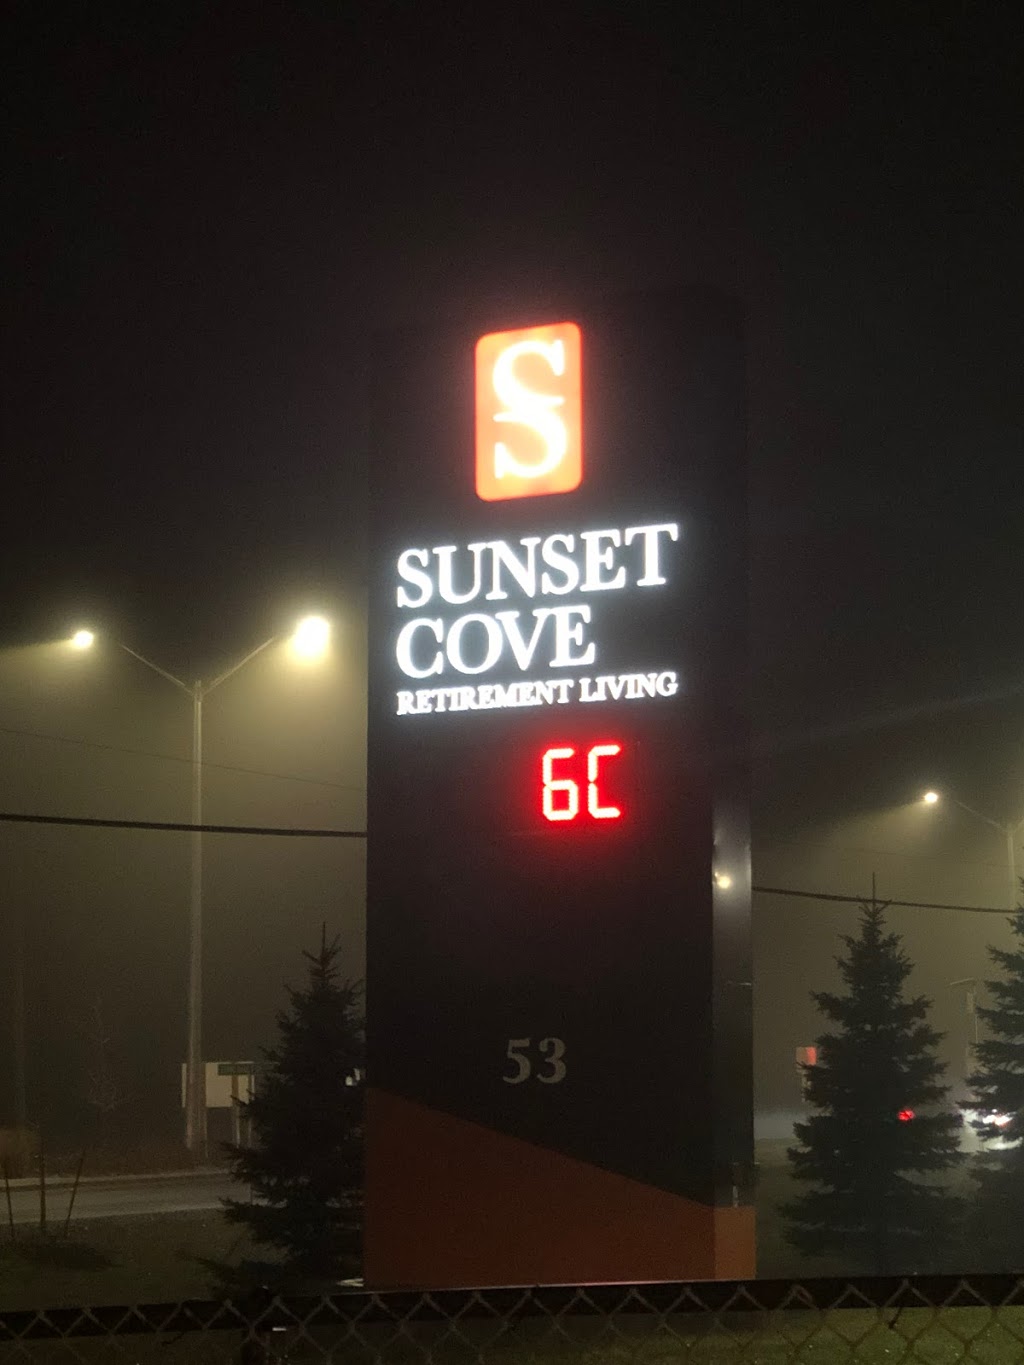 S
SUNSET
COVE
RETIREMENT LIVING
6C
53